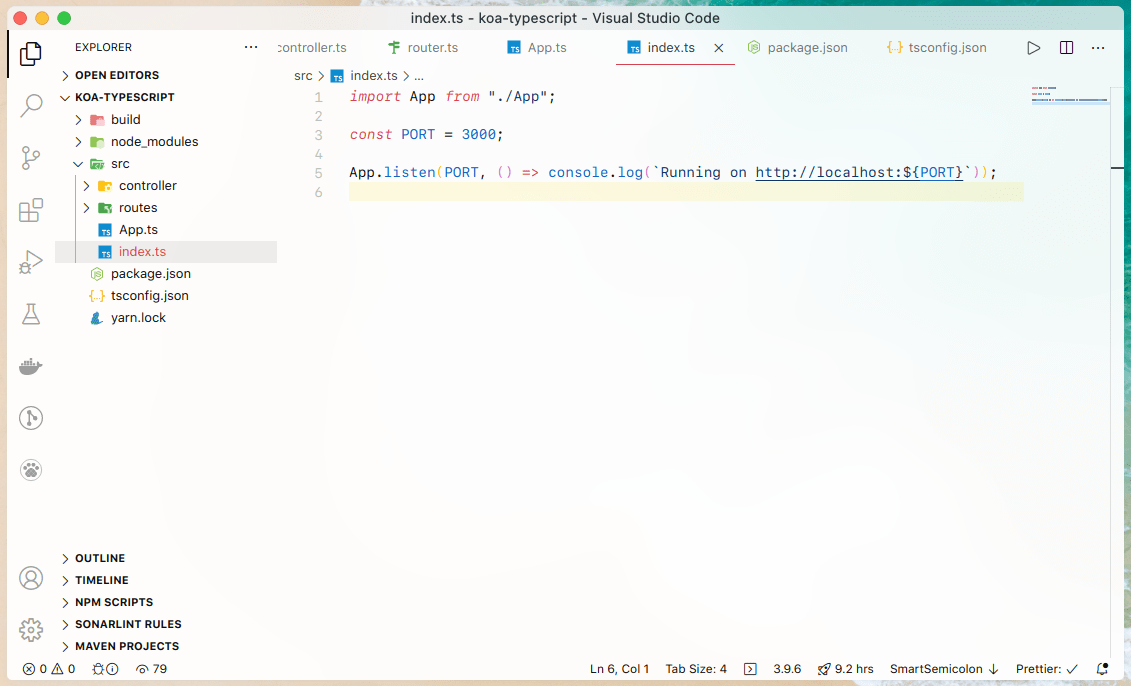 index.ts - koa-typescript - Visual Studio Code
EXPLORER
controller.ts
router.ts
App.ts
index.ts
package.json
tsconfig.json
OPEN EDITORS
KOA-TYPESCRIPT
build
node_modules
src
controller
routes
App.ts
index.ts
package.json
tsconfig.json
yarn.lock
OUTLINE
TIMELINE
NPM SCRIPTS
SONARLINT RULES
MAVEN PROJECTS
src > index.ts > ...
1 import App from "./App";
2
3 const PORT = 3000;
4
5 App.listen(PORT, () => console.log(`Running on http://localhost:${PORT}`));
6
0 0 79 Ln 6, Col 1 Tab Size: 4 3.9.6 9.2 hrs SmartSemicolon ↓ Prettier: ✓